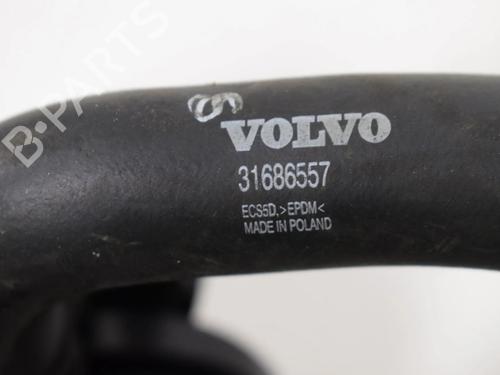 B-PARTS
VOLVO
31686557
ECS5D,>EPDM<
MADE IN POLAND